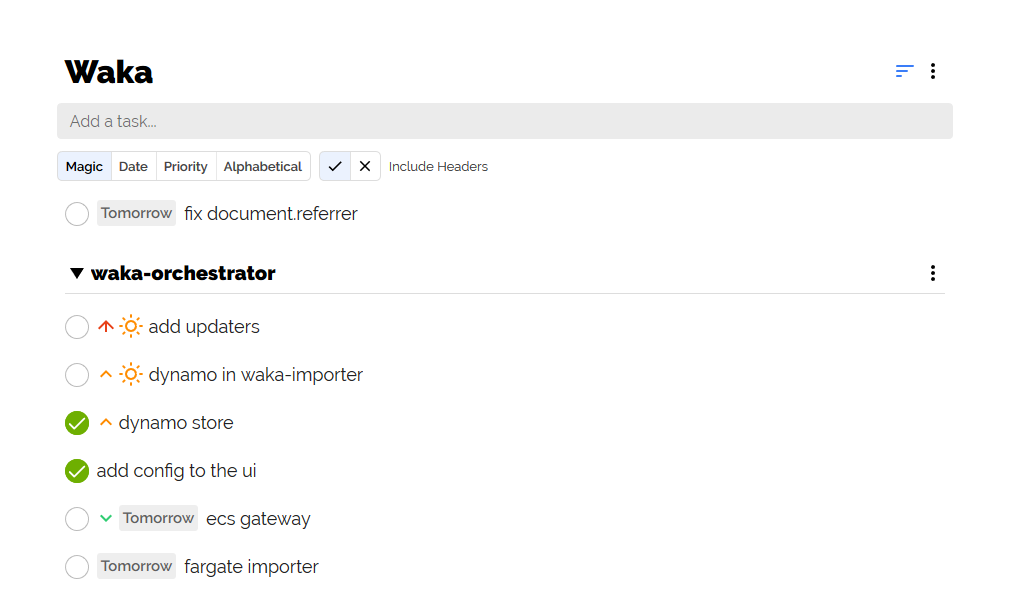 Waka
Add a task...
Magic Date Priority Alphabetical Include Headers
Tomorrow fix document.referrer
waka-orchestrator
add updaters
dynamo in waka-importer
dynamo store
add config to the ui
Tomorrow ecs gateway
Tomorrow fargate importer